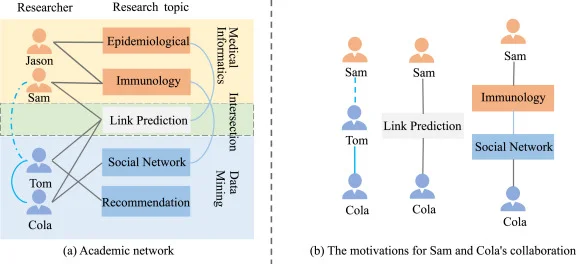 Researcher
Research topic
Jason
Sam
Tom
Cola
Epidemiological
Immunology
Link Prediction
Social Network
Recommendation
Medical
Informatics
Intersection
Data
Mining
(a) Academic network
Sam
Tom
Cola
Sam
Link Prediction
Cola
Sam
Immunology
Social Network
Cola
(b) The motivations for Sam and Cola's collaboration